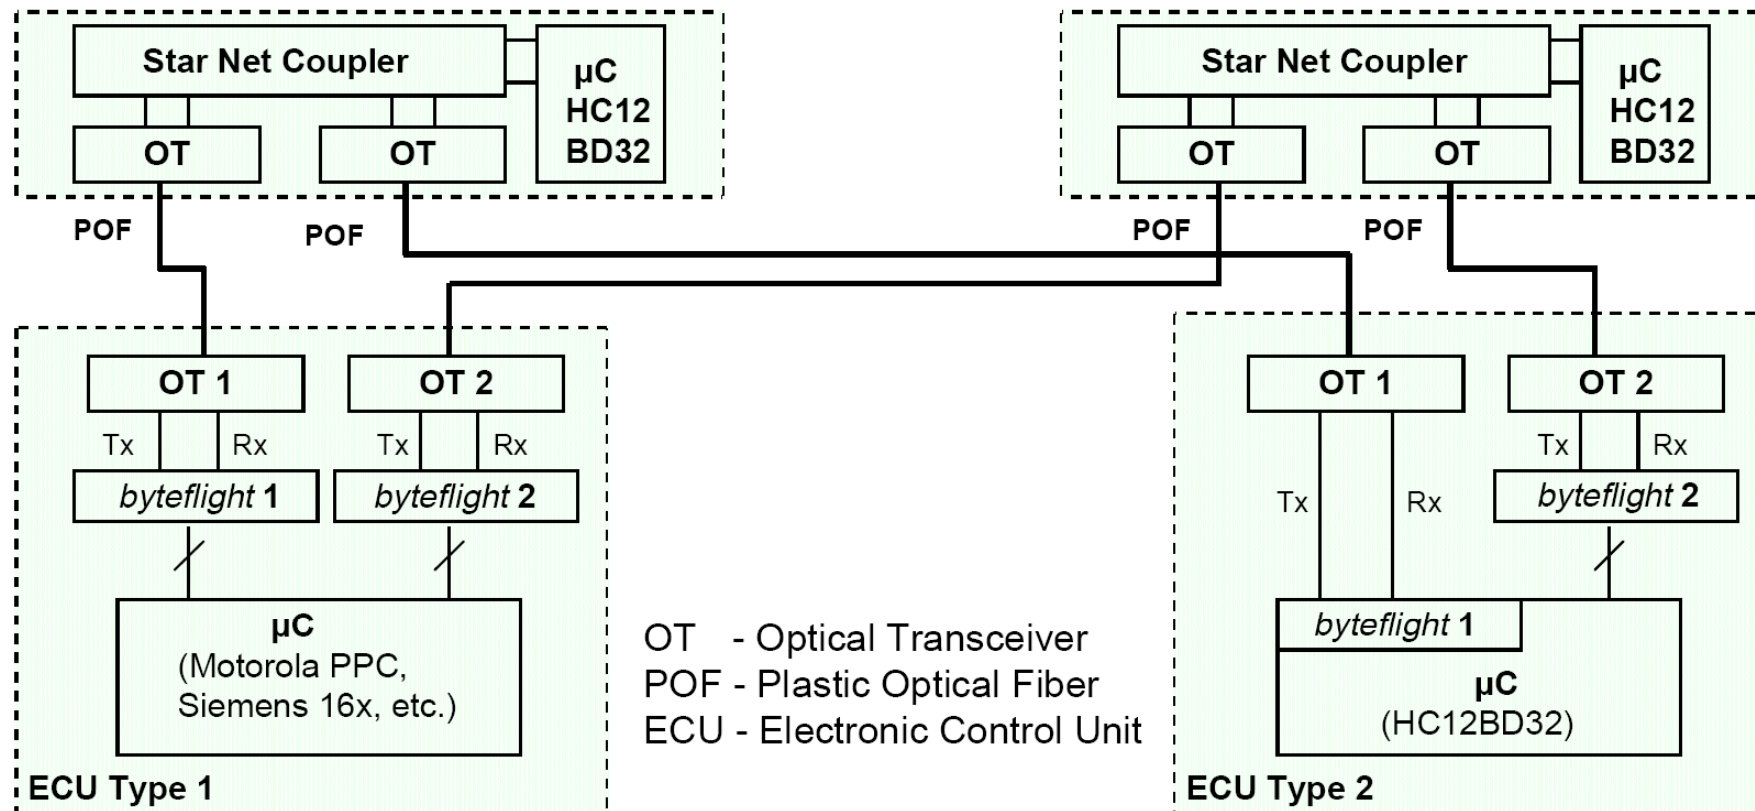 Star Net Coupler
µC
HC12
BD32
OT
OT
Star Net Coupler
µC
HC12
BD32
OT
OT
POF
POF
POF
POF
OT 1
OT 2
Tx
Rx
Tx
Rx
byteflight 1
byteflight 2
µC
(Motorola PPC,
Siemens 16x, etc.)
ECU Type 1
OT - Optical Transceiver
POF - Plastic Optical Fiber
ECU - Electronic Control Unit
OT 1
OT 2
Tx
Rx
Tx
Rx
byteflight 2
byteflight 1
µC
(HC12BD32)
ECU Type 2